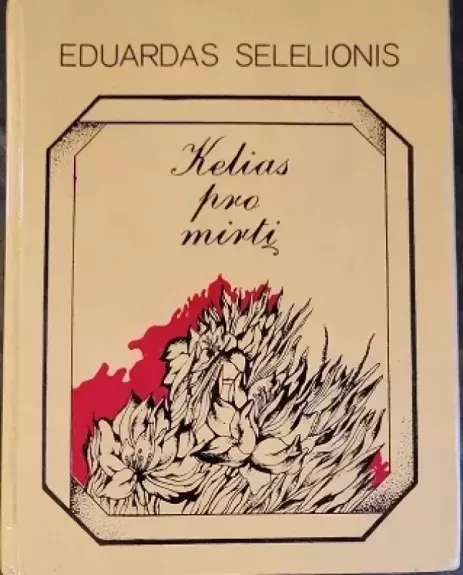 EDUARDAS SELELIONIS
Kelias
pro
mirtį